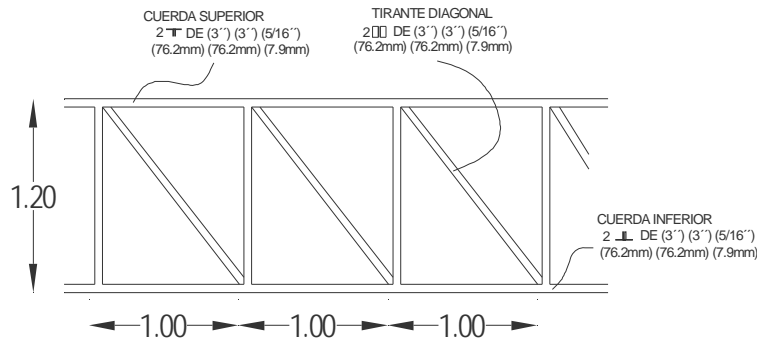 CUERDA SUPERIOR
2 DE (3´´) (3´´) (5/16´´)
(76.2mm) (76.2mm) (7.9mm)
TIRANTE DIAGONAL
2 DE (3´´) (3´´) (5/16´´)
(76.2mm) (76.2mm) (7.9mm)
1.20
CUERDA INFERIOR
2 DE (3´´) (3´´) (5/16´´)
(76.2mm) (76.2mm) (7.9mm)
1.00
1.00
1.00